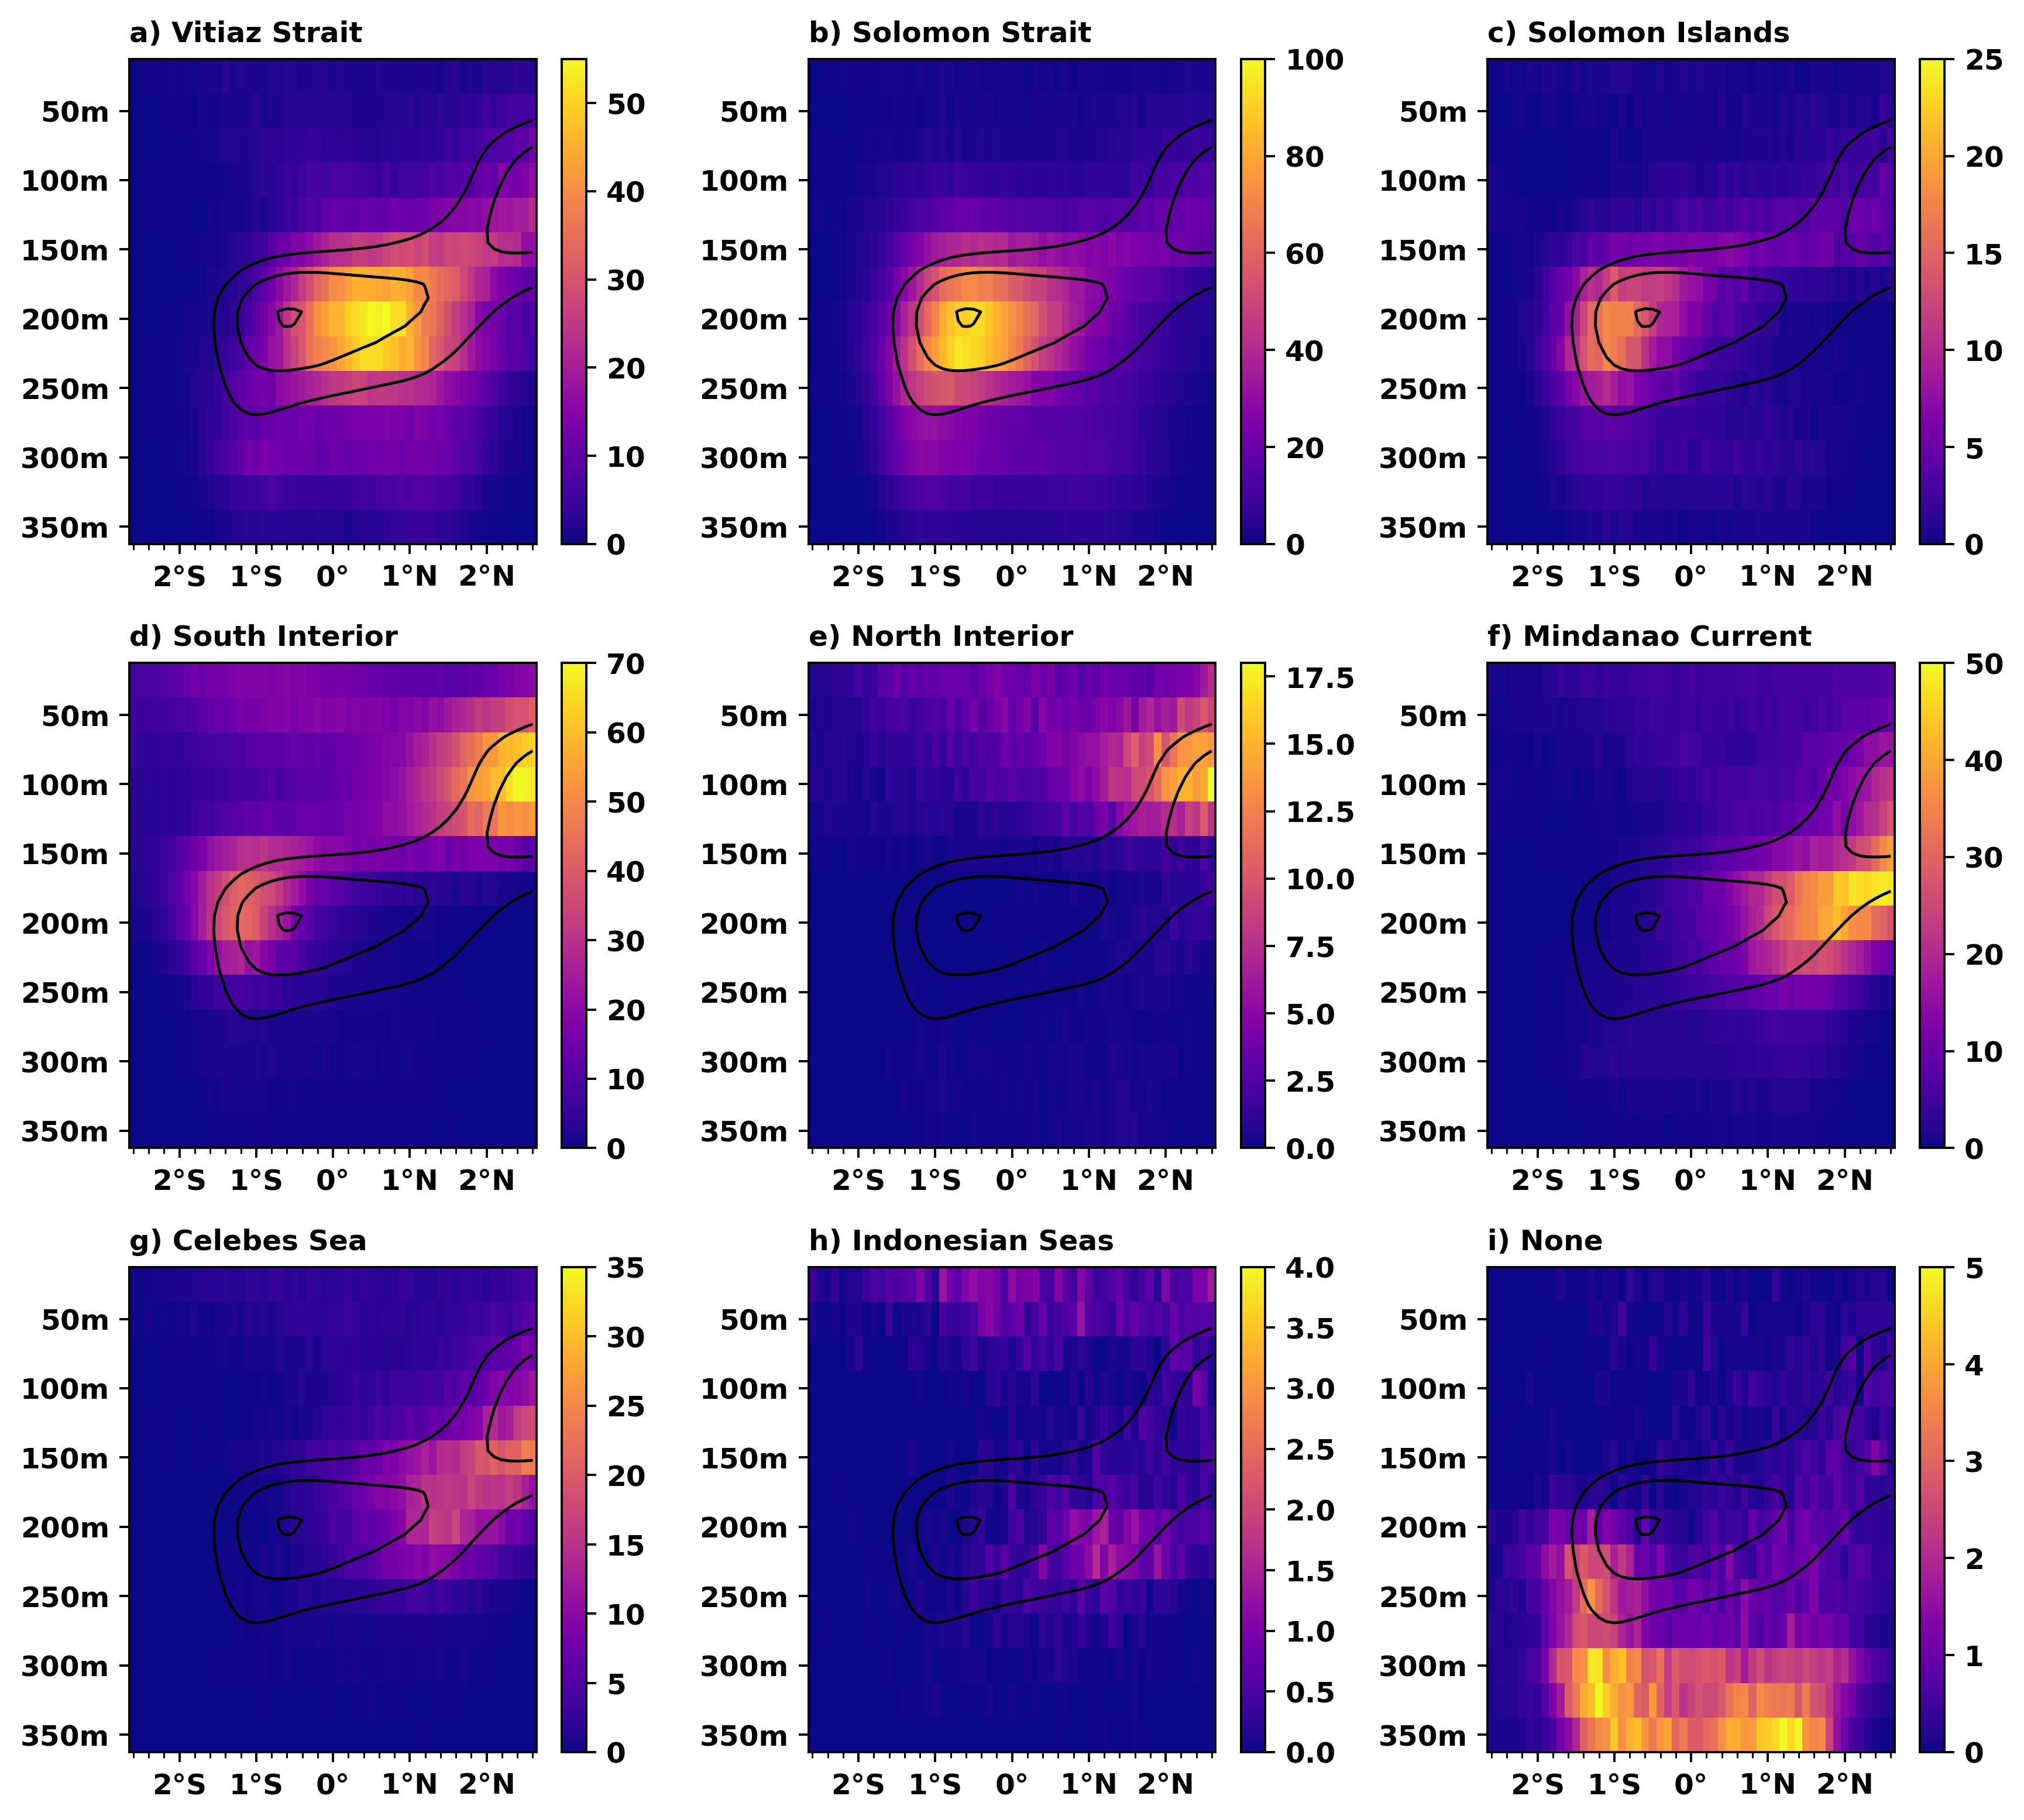 a) Vitiaz Strait
50m
100m
150m
200m
250m
300m
350m
2°S 1°S 0° 1°N 2°N
50
40
30
20
10
0
b) Solomon Strait
50m
100m
150m
200m
250m
300m
350m
2°S 1°S 0° 1°N 2°N
100
80
60
40
20
0
c) Solomon Islands
50m
100m
150m
200m
250m
300m
350m
2°S 1°S 0° 1°N 2°N
25
20
15
10
5
0
d) South Interior
50m
100m
150m
200m
250m
300m
350m
2°S 1°S 0° 1°N 2°N
70
60
50
40
30
20
10
0
e) North Interior
50m
100m
150m
200m
250m
300m
350m
2°S 1°S 0° 1°N 2°N
17.5
15.0
12.5
10.0
7.5
5.0
2.5
0.0
f) Mindanao Current
50m
100m
150m
200m
250m
300m
350m
2°S 1°S 0° 1°N 2°N
50
40
30
20
10
0
g) Celebes Sea
50m
100m
150m
200m
250m
300m
350m
2°S 1°S 0° 1°N 2°N
35
30
25
20
15
10
5
0
h) Indonesian Seas
50m
100m
150m
200m
250m
300m
350m
2°S 1°S 0° 1°N 2°N
4.0
3.5
3.0
2.5
2.0
1.5
1.0
0.5
0.0
i) None
50m
100m
150m
200m
250m
300m
350m
2°S 1°S 0° 1°N 2°N
5
4
3
2
1
0